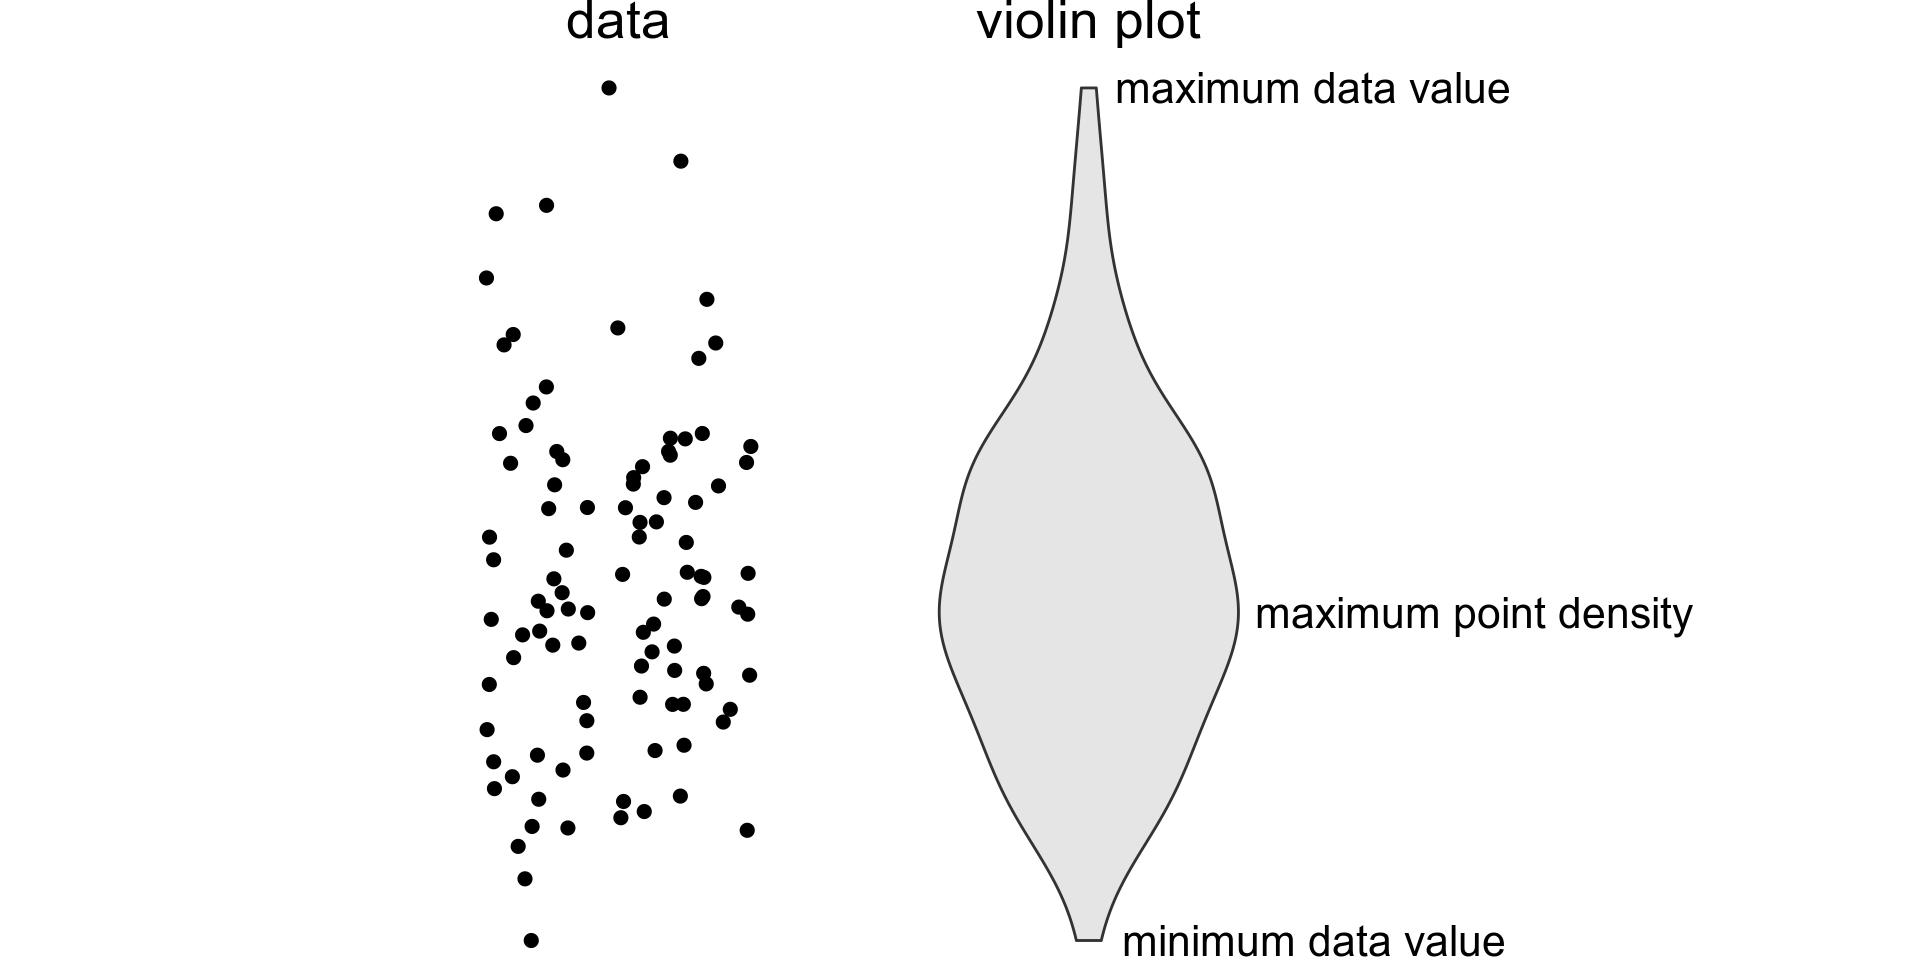 data
violin plot
maximum data value
maximum point density
minimum data value